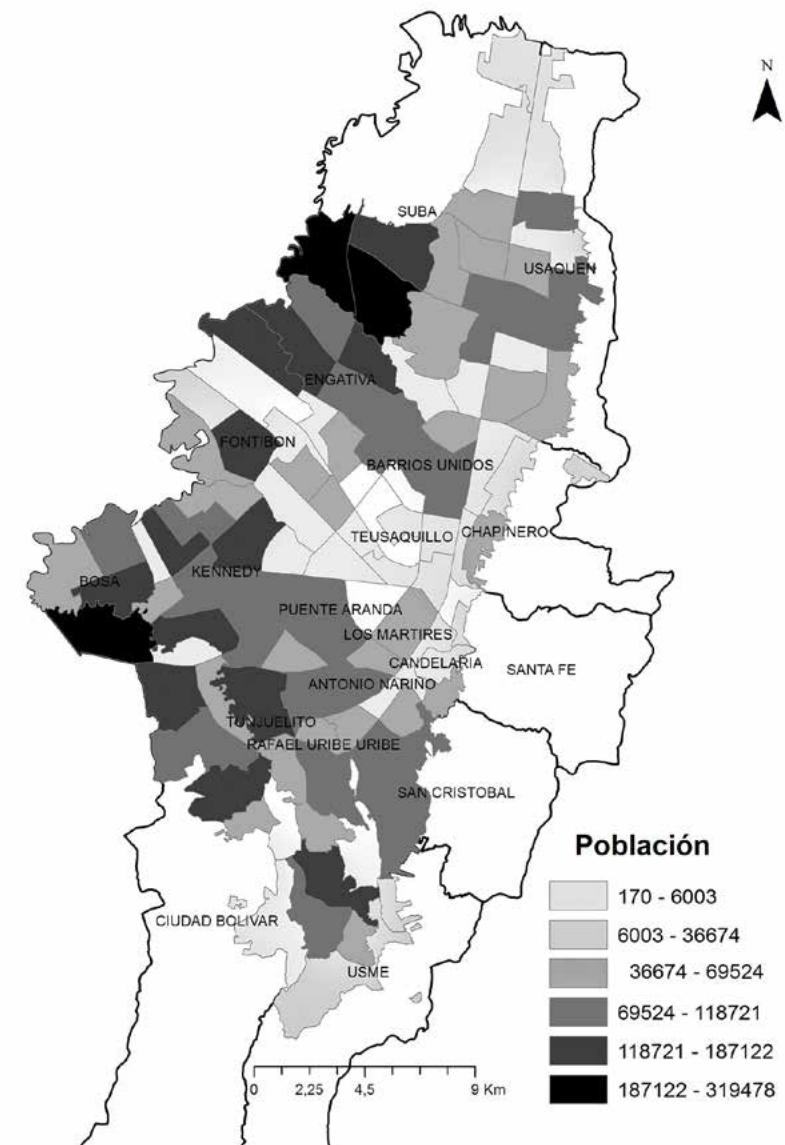 N
SUBA
USAQUEN
ENGATIVA
FONTIBON
BARRIOS UNIDOS
TEUSAQUILLO
CHAPINERO
BOSA
KENNEDY
PUENTE ARANDA
LOS MARTIRES
CANDELARIA
SANTA FE
ANTONIO NARIÑO
TUNJUELITO
RAFAEL URIBE URIBE
SAN CRISTOBAL
CIUDAD BOLIVAR
USME
Población
170 - 6003
6003 - 36674
36674 - 69524
69524 - 118721
118721 - 187122
187122 - 319478
0 2,25 4,5 9 Km